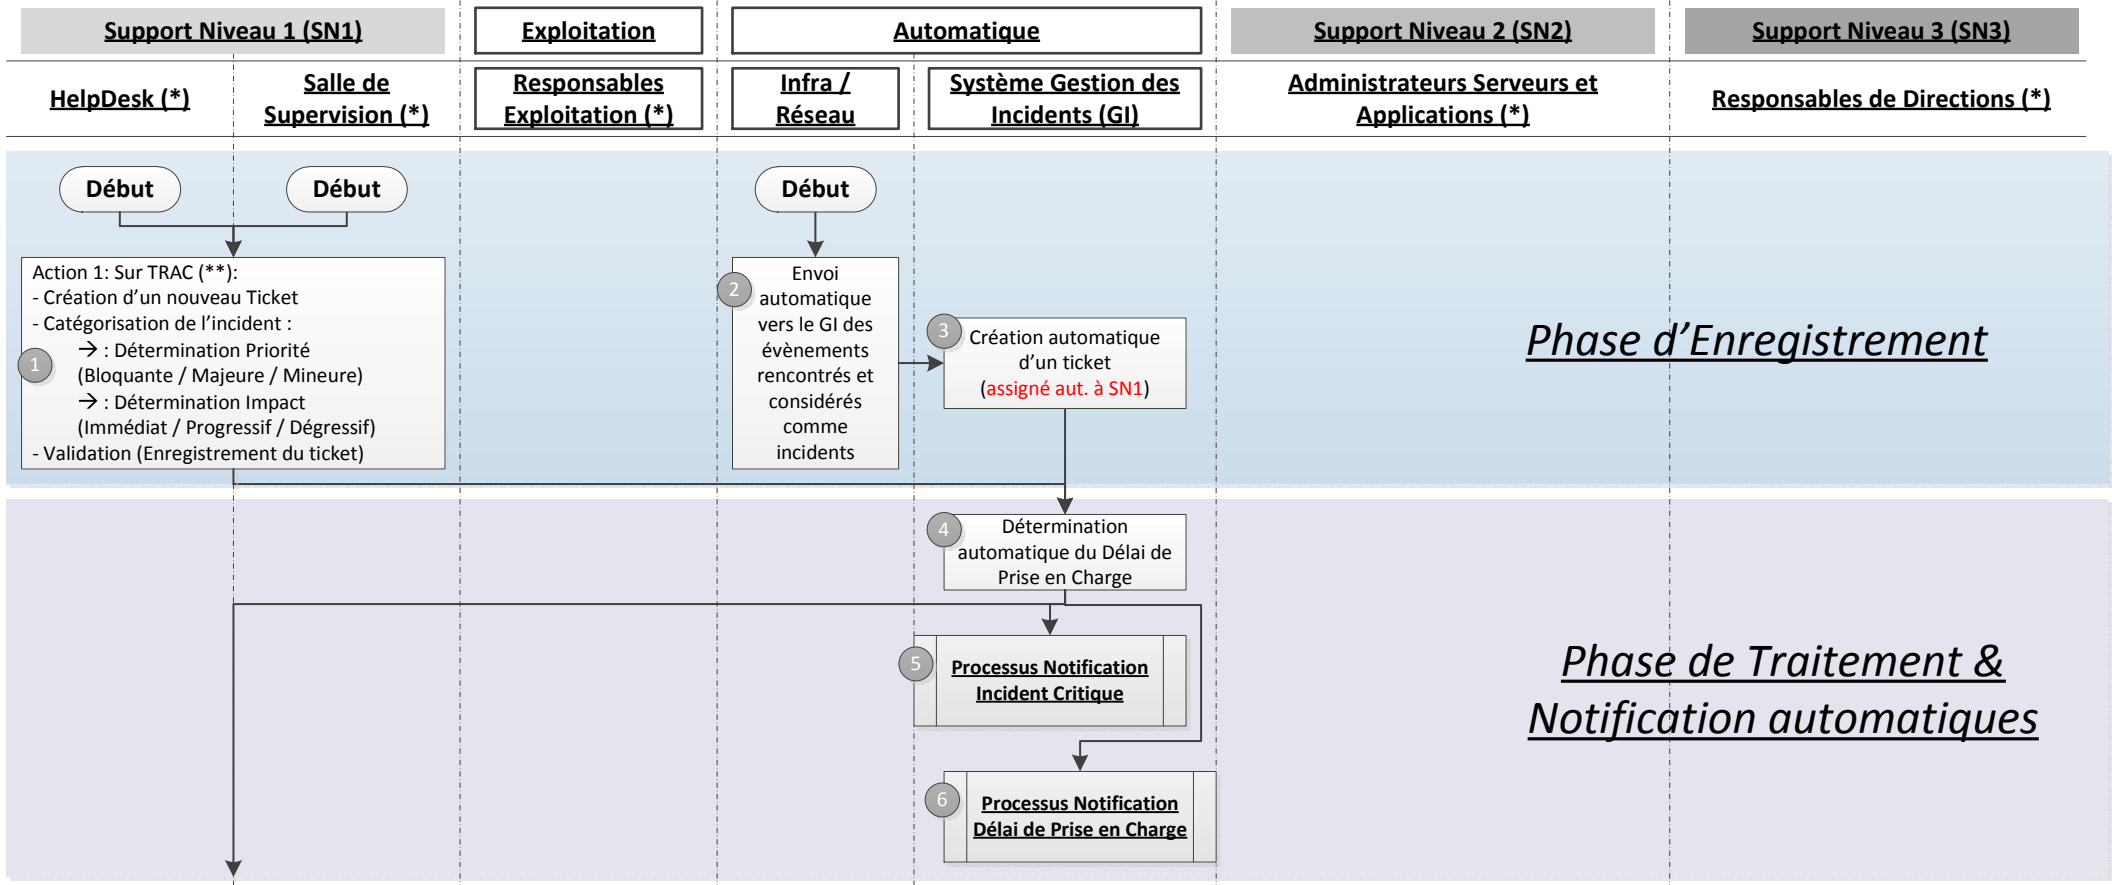 Support Niveau 1 (SN1)
Exploitation
Automatique
Support Niveau 2 (SN2)
Support Niveau 3 (SN3)
HelpDesk (*)
Salle de
Supervision (*)
Responsables
Exploitation (*)
Infra /
Réseau
Système Gestion des
Incidents (GI)
Administrateurs Serveurs et
Applications (*)
Responsables de Directions (*)
Début
Début
Début
Action 1: Sur TRAC (**):
- Création d’un nouveau Ticket
- Catégorisation de l’incident :
→ : Détermination Priorité
(Bloquante / Majeure / Mineure)
→ : Détermination Impact
(Immédiat / Progressif / Dégressif)
- Validation (Enregistrement du ticket)
1
2
Envoi
automatique
vers le GI des
évènements
rencontrés et
considérés
comme
incidents
3
Création automatique
d’un ticket
(assigné aut. à SN1)
Phase d’Enregistrement
4
Détermination
automatique du Délai de
Prise en Charge
5
Processus Notification
Incident Critique
6
Processus Notification
Délai de Prise en Charge
Phase de Traitement &
Notification automatiques